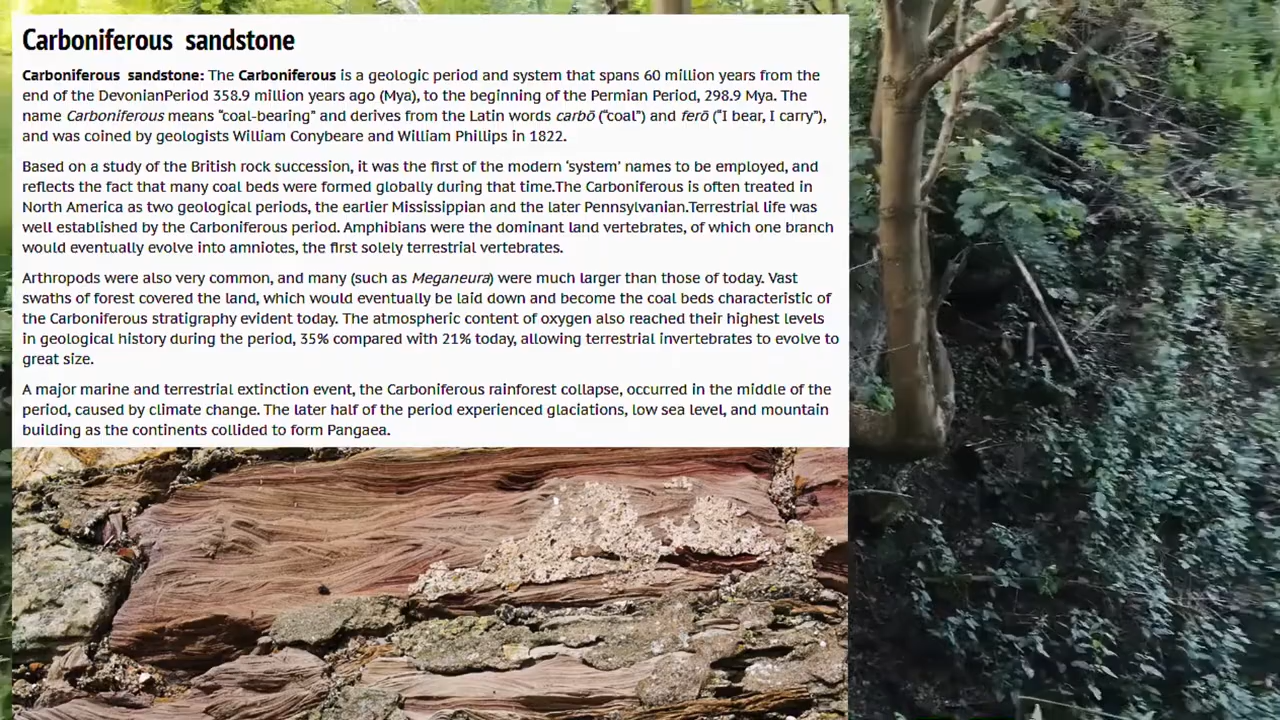 Carboniferous sandstone
Carboniferous sandstone: The Carboniferous is a geologic period and system that spans 60 million years from the
end of the DevonianPeriod 358.9 million years ago (Mya), to the beginning of the Permian Period, 298.9 Mya. The
name Carboniferous means “coal-bearing” and derives from the Latin words carbō (“coal”) and ferō (“I bear, I carry”),
and was coined by geologists William Conybeare and William Phillips in 1822.
Based on a study of the British rock succession, it was the first of the modern ‘system’ names to be employed, and
reflects the fact that many coal beds were formed globally during that time.The Carboniferous is often treated in
North America as two geological periods, the earlier Mississippian and the later Pennsylvanian.Terrestrial life was
well established by the Carboniferous period. Amphibians were the dominant land vertebrates, of which one branch
would eventually evolve into amniotes, the first solely terrestrial vertebrates.
Arthropods were also very common, and many (such as Meganeura) were much larger than those of today. Vast
swaths of forest covered the land, which would eventually be laid down and become the coal beds characteristic of
the Carboniferous stratigraphy evident today. The atmospheric content of oxygen also reached their highest levels
in geological history during the period, 35% compared with 21% today, allowing terrestrial invertebrates to evolve to
great size.
A major marine and terrestrial extinction event, the Carboniferous rainforest collapse, occurred in the middle of the
period, caused by climate change. The later half of the period experienced glaciations, low sea level, and mountain
building as the continents collided to form Pangaea.